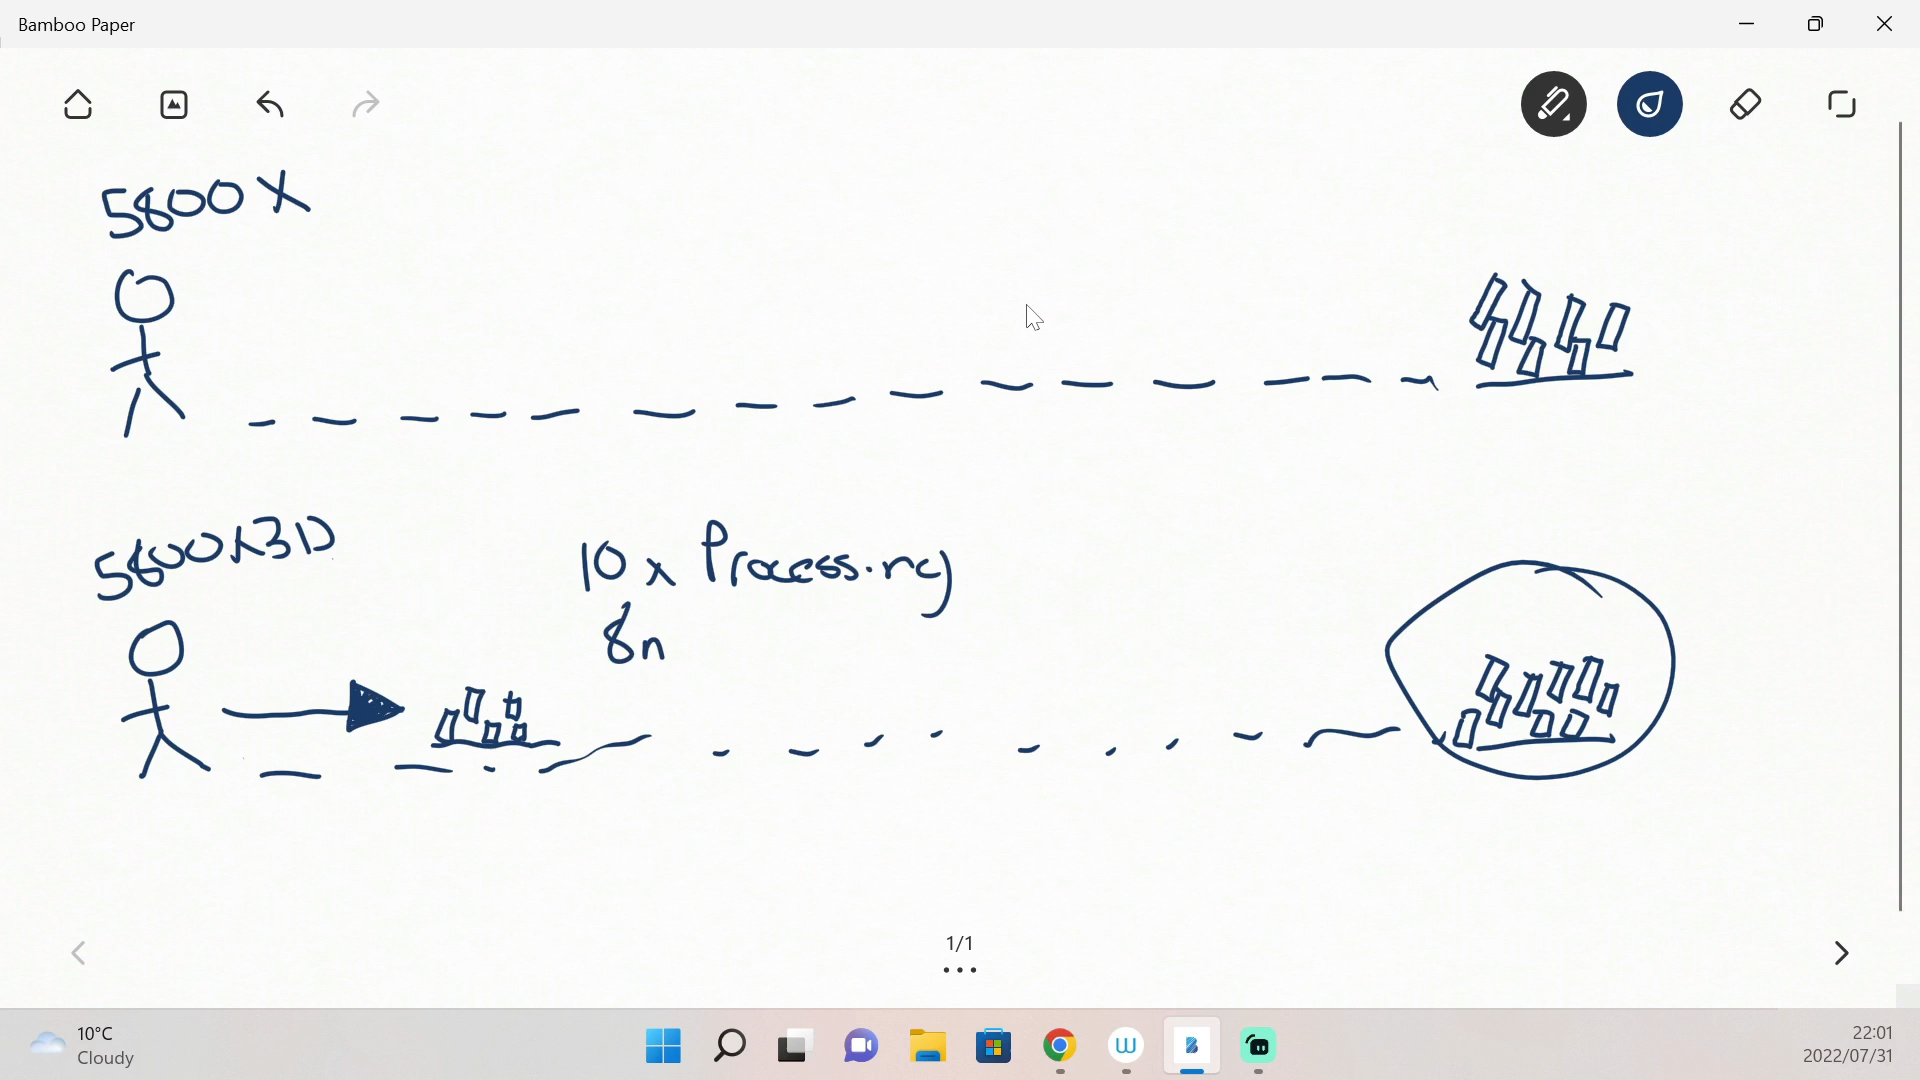 Bamboo Paper
5800X
5800X3D
10x Processing
8n
1/1
10°C
Cloudy
22:01
2022/07/31